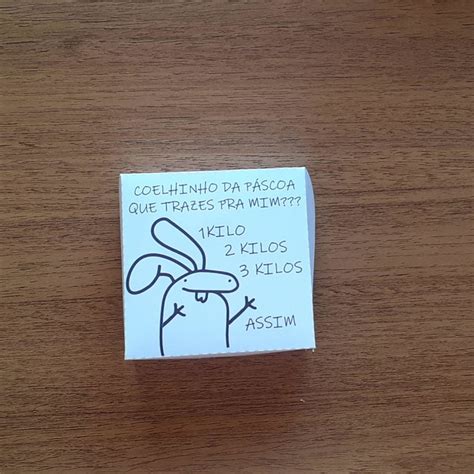 COELHINHO DA PÁSCOA
QUE TRAZES PRA MIM???
1KILO
2 KILOS
3 KILOS
ASSIM